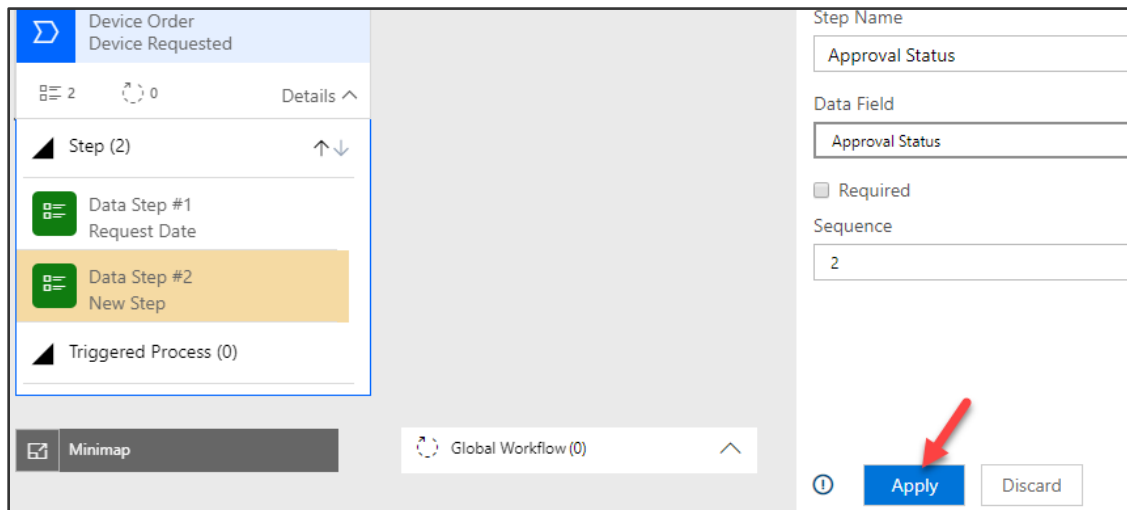 Device Order
Device Requested
2
0
Details
Step (2)
Data Step #1
Request Date
Data Step #2
New Step
Triggered Process (0)
Minimap
Global Workflow (0)
Step Name
Approval Status
Data Field
Approval Status
Required
Sequence
2
Apply
Discard